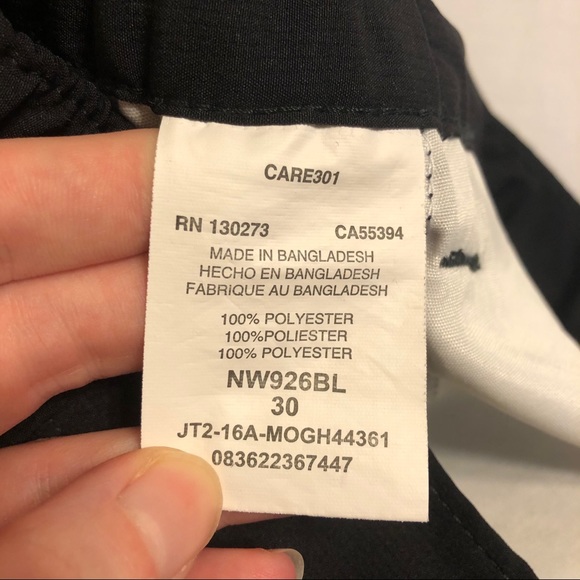 CARE301
RN 130273 CA55394
MADE IN BANGLADESH
HECHO EN BANGLADESH
FABRIQUE AU BANGLADESH
100% POLYESTER
100%POLIESTER
100% POLYESTER
NW926BL
30
JT2-16A-MOGH44361
083622367447